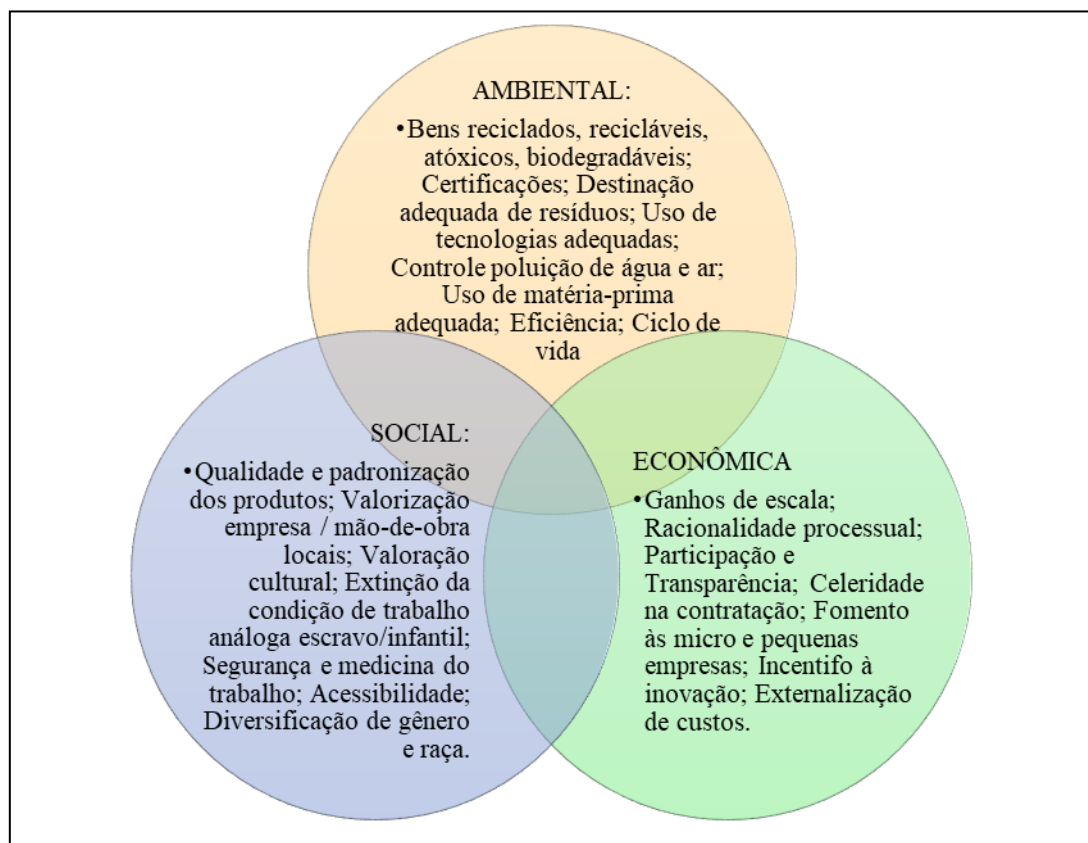 AMBIENTAL:
•Bens reciclados, recicláveis,
atóxicos, biodegradáveis;
Certificações; Destinação
adequada de resíduos; Uso de
tecnologias adequadas;
Controle poluição de água e ar;
Uso de matéria-prima
adequada; Eficiência; Ciclo de
vida
SOCIAL:
•Qualidade e padronização
dos produtos; Valorização
empresa / mão-de-obra
locais; Valoração
cultural; Extinção da
condição de trabalho
análoga escravo/infantil;
Segurança e medicina do
trabalho; Acessibilidade;
Diversificação de gênero
e raça.
ECONÔMICA
•Ganhos de escala;
Racionalidade processual;
Participação e
Transparência; Celeridade
na contratação; Fomento
às micro e pequenas
empresas; Incentifo à
inovação; Externalização
de custos.